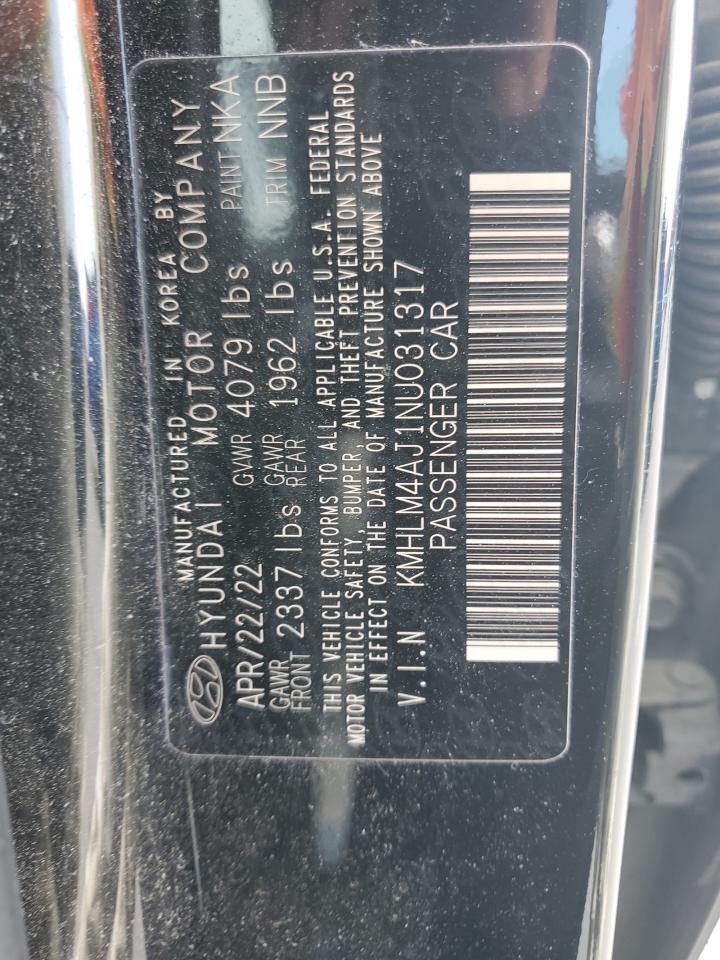 MANUFACTURED IN KOREA BY
HYUNDAI MOTOR COMPANY
APR/22/22 GVWR 4079 lbs PAINT NKA
GAWR FRONT 2337 lbs GAWR REAR 1962 lbs TRIM NNB
THIS VEHICLE CONFORMS TO ALL APPLICABLE U.S.A. FEDERAL
MOTOR VEHICLE SAFETY, BUMPER, AND THEFT PREVENTION STANDARDS
IN EFFECT ON THE DATE OF MANUFACTURE SHOWN ABOVE
V.I.N KMHLM4AJ1NU031317
PASSENGER CAR